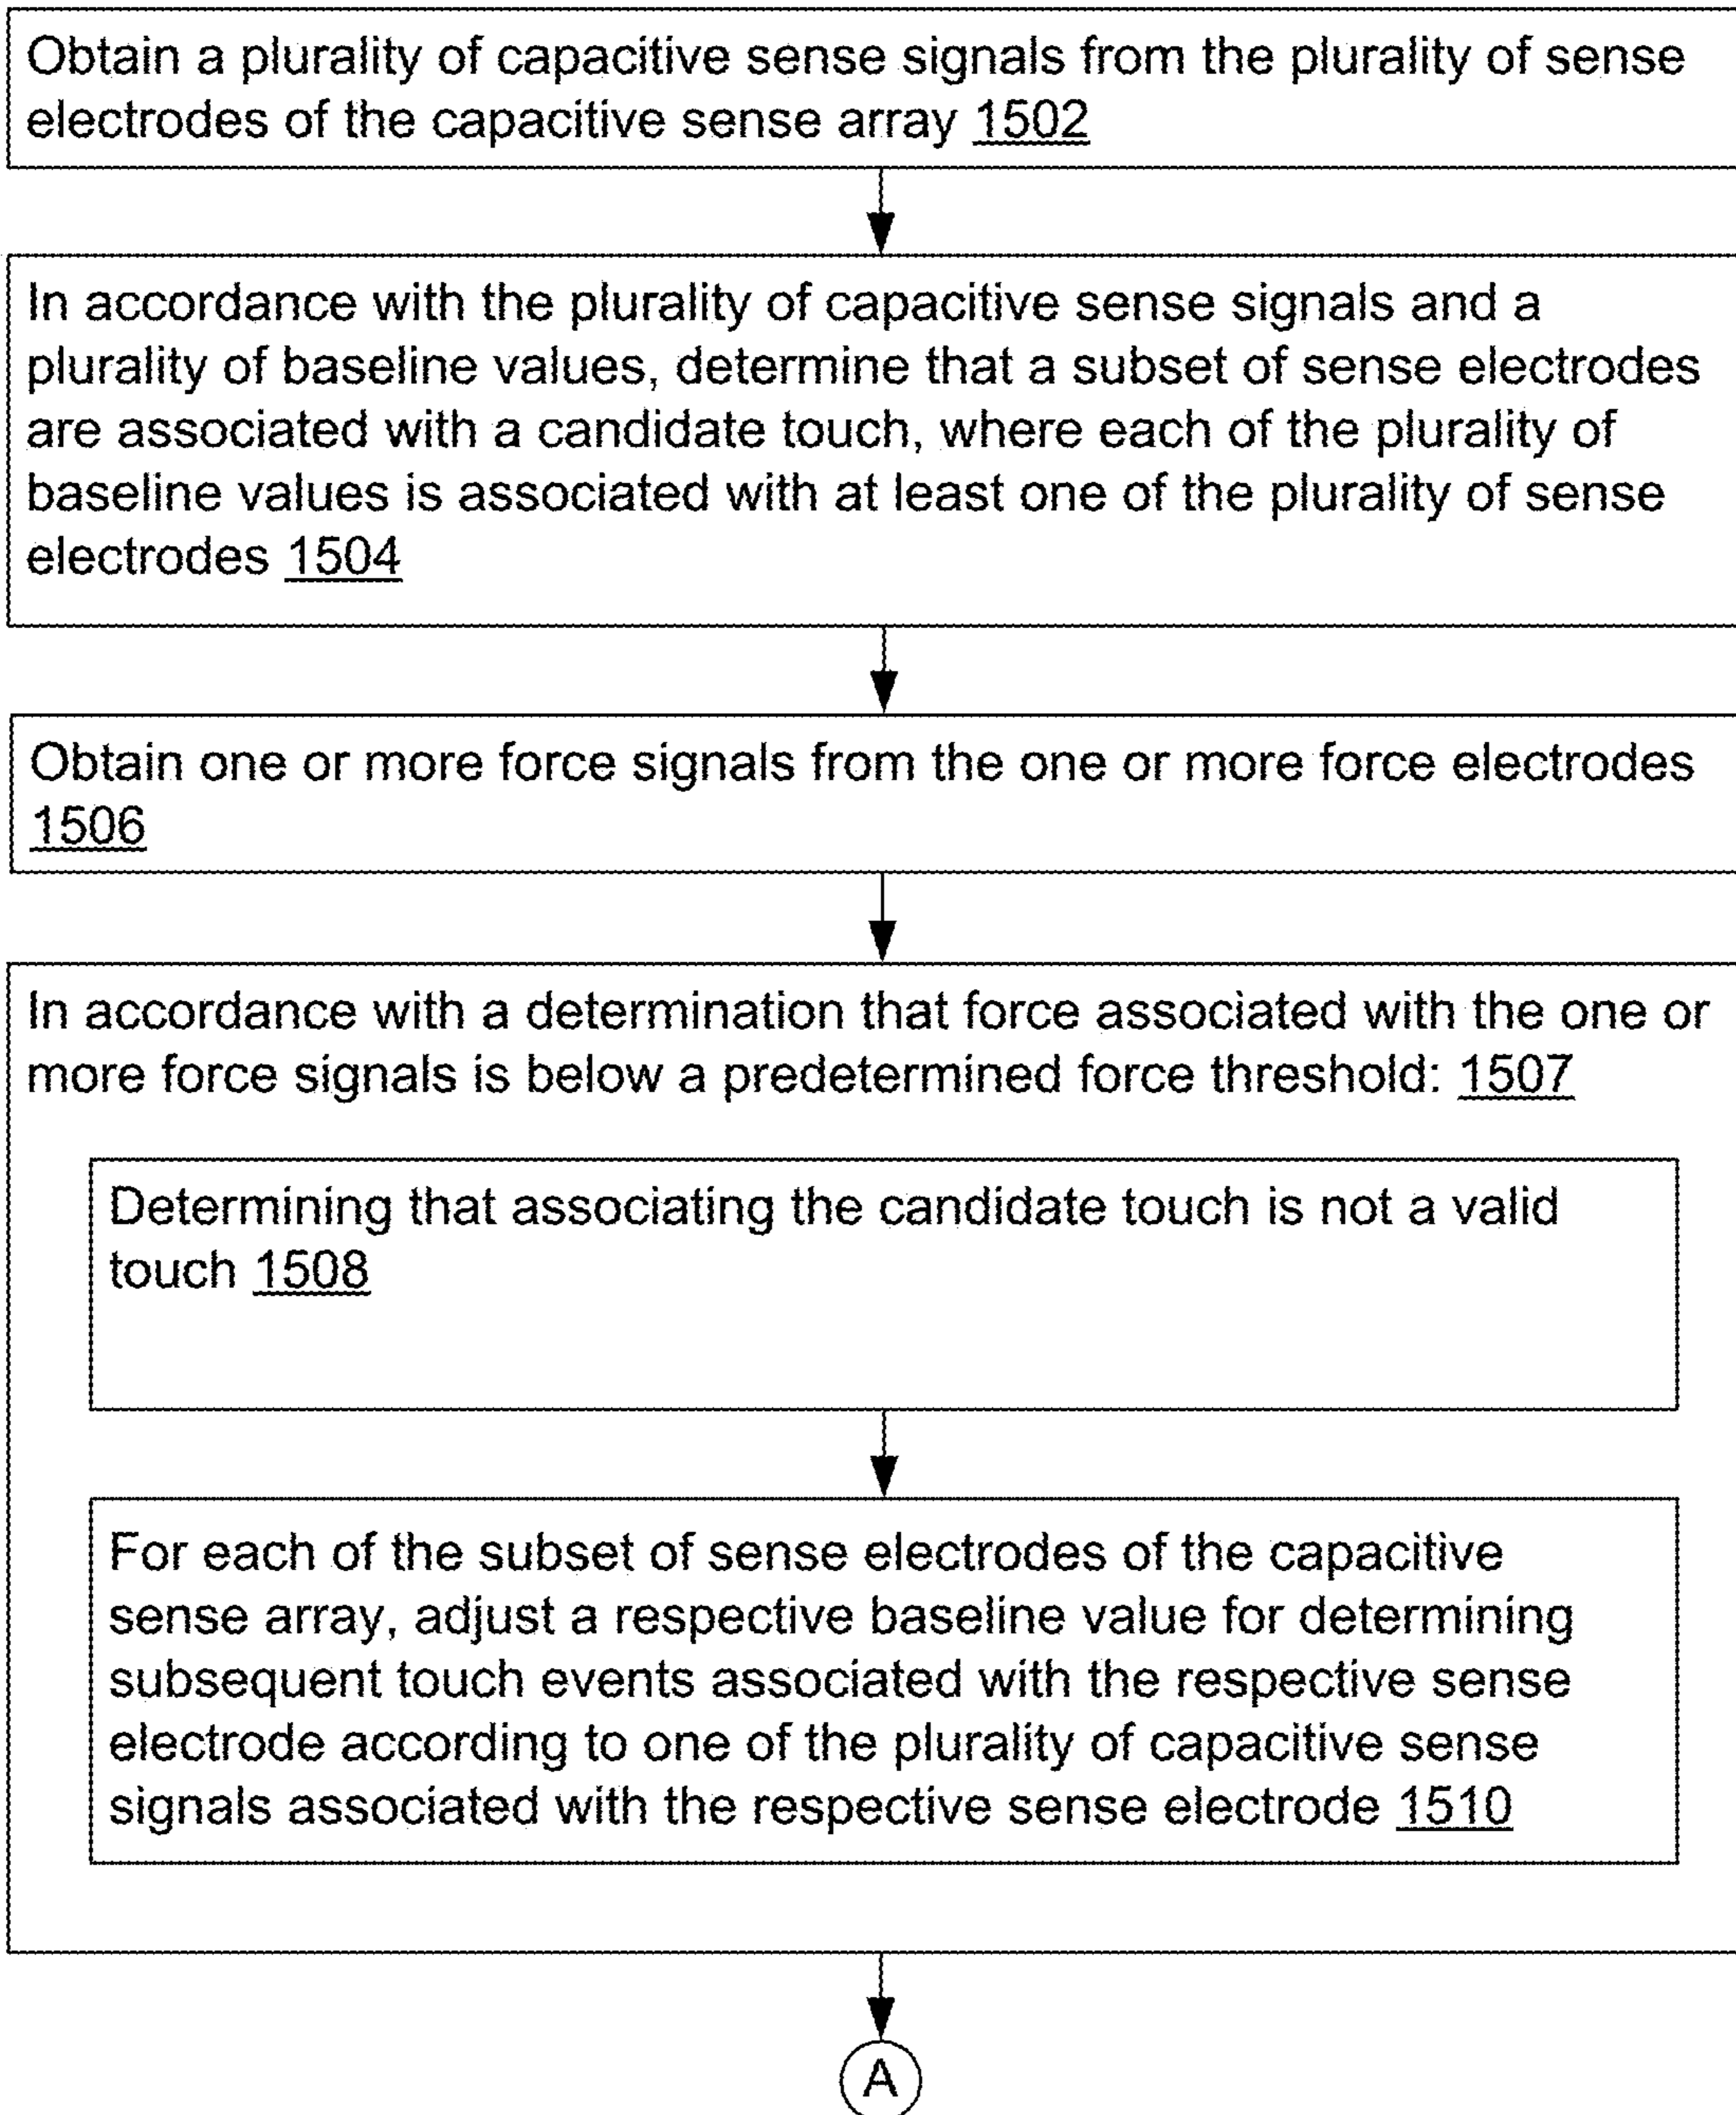 Obtain a plurality of capacitive sense signals from the plurality of sense
electrodes of the capacitive sense array 1502
In accordance with the plurality of capacitive sense signals and a
plurality of baseline values, determine that a subset of sense electrodes
are associated with a candidate touch, where each of the plurality of
baseline values is associated with at least one of the plurality of sense
electrodes 1504
Obtain one or more force signals from the one or more force electrodes
1506
In accordance with a determination that force associated with the one or
more force signals is below a predetermined force threshold: 1507
Determining that associating the candidate touch is not a valid
touch 1508
For each of the subset of sense electrodes of the capacitive
sense array, adjust a respective baseline value for determining
subsequent touch events associated with the respective sense
electrode according to one of the plurality of capacitive sense
signals associated with the respective sense electrode 1510
A